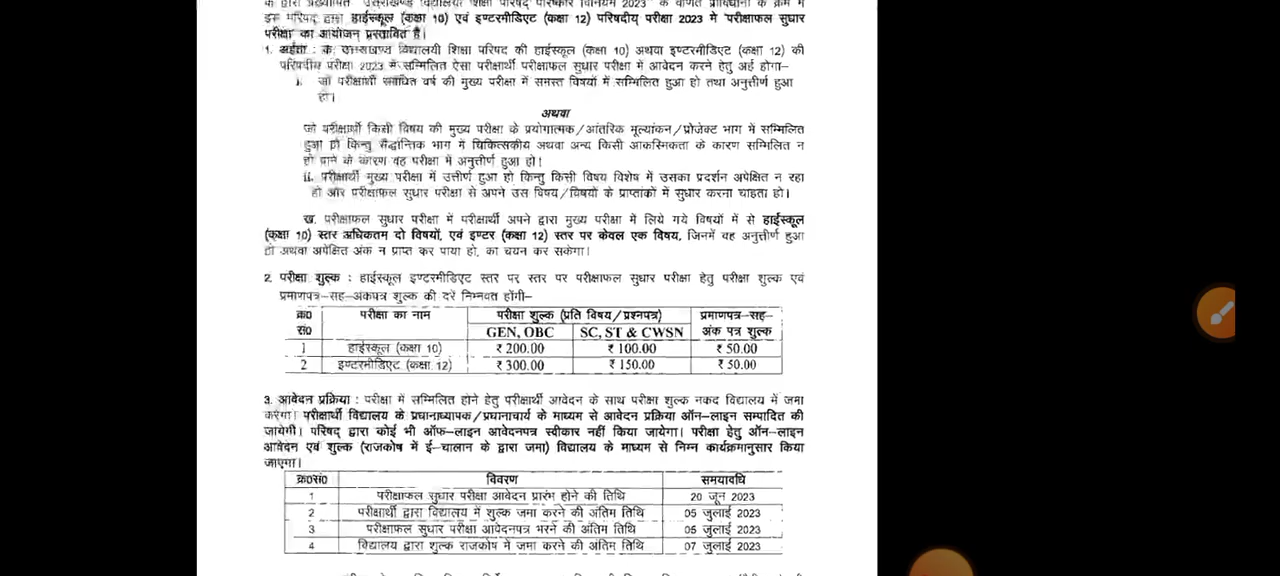 के द्वारा प्रख्यापित "उत्तराखण्ड विद्यालयी शिक्षा परिषद् परिष्कार विनियम 2023" के वर्णित प्राविधानों के क्रम में
इस परिषद द्वारा हाईस्कूल (कक्षा 10) एवं इण्टरमीडिएट (कक्षा 12) परिषदीय परीक्षा 2023 मे 'परीक्षाफल सुधार
परीक्षा का आयोजन प्रस्तावित है।
1. अर्हता : क. उत्तराखण्ड विद्यालयी शिक्षा परिषद की हाईस्कूल (कक्षा 10) अथवा इण्टरमीडिएट (कक्षा 12) की
परिषदीय परीक्षा 2023 में सम्मिलित ऐसा परीक्षार्थी परीक्षाफल सुधार परीक्षा में आवेदन करने हेतु अर्ह होगा–
i. जो परीक्षार्थी संबंधित वर्ष की मुख्य परीक्षा में समस्त विषयों में सम्मिलित हुआ हो तथा अनुत्तीर्ण हुआ
हो।
अथवा
जो परीक्षार्थी किसी विषय की मुख्य परीक्षा के प्रयोगात्मक/आंतरिक मूल्यांकन/प्रोजेक्ट भाग में सम्मिलित
हुआ हो किन्तु सैद्धान्तिक भाग में चिकित्सकीय अथवा अन्य किसी आकस्मिकता के कारण सम्मिलित न
हो पाने के कारण वह परीक्षा में अनुत्तीर्ण हुआ हो।
ii. परीक्षार्थी मुख्य परीक्षा में उत्तीर्ण हुआ हो किन्तु किसी विषय विशेष में उसका प्रदर्शन अपेक्षित न रहा
हो और परीक्षाफल सुधार परीक्षा से अपने उस विषय/विषयों के प्राप्तांकों में सुधार करना चाहता हो।
ख. परीक्षाफल सुधार परीक्षा में परीक्षार्थी अपने द्वारा मुख्य परीक्षा में लिये गये विषयों में से हाईस्कूल
(कक्षा 10) स्तर अधिकतम दो विषयों, एवं इण्टर (कक्षा 12) स्तर पर केवल एक विषय, जिनमें वह अनुत्तीर्ण हुआ
हो अथवा अपेक्षित अंक न प्राप्त कर पाया हो, का चयन कर सकेगा।
2. परीक्षा शुल्क : हाईस्कूल इण्टरमीडिएट स्तर पर स्तर पर परीक्षाफल सुधार परीक्षा हेतु परीक्षा शुल्क एवं
प्रमाणपत्र–सह–अंकपत्र शुल्क की दरें निम्नवत होंगी–
क्र0 सं0 परीक्षा का नाम परीक्षा शुल्क (प्रति विषय/प्रश्नपत्र) प्रमाणपत्र–सह–अंक पत्र शुल्क
GEN, OBC SC, ST & CWSN
1 हाईस्कूल (कक्षा 10) ₹ 200.00 ₹ 100.00 ₹ 50.00
2 इण्टरमीडिएट (कक्षा 12) ₹ 300.00 ₹ 150.00 ₹ 50.00
3. आवेदन प्रक्रिया : परीक्षा में सम्मिलित होने हेतु परीक्षार्थी आवेदन के साथ परीक्षा शुल्क नकद विद्यालय में जमा
करेगा। परीक्षार्थी विद्यालय के प्रधानाध्यापक/प्रधानाचार्य के माध्यम से आवेदन प्रक्रिया ऑन–लाइन सम्पादित की
जायेगी। परिषद् द्वारा कोई भी ऑफ–लाइन आवेदनपत्र स्वीकार नहीं किया जायेगा। परीक्षा हेतु ऑन–लाइन
आवेदन एवं शुल्क (राजकोष में ई–चालान के द्वारा जमा) विद्यालय के माध्यम से निम्न कार्यक्रमानुसार किया
जाएगा।
क्र0सं0 विवरण समयावधि
1 परीक्षाफल सुधार परीक्षा आवेदन प्रारंभ होने की तिथि 20 जून 2023
2 परीक्षार्थी द्वारा विद्यालय में शुल्क जमा करने की अंतिम तिथि 05 जुलाई 2023
3 परीक्षाफल सुधार परीक्षा आवेदनपत्र भरने की अंतिम तिथि 06 जुलाई 2023
4 विद्यालय द्वारा शुल्क राजकोष में जमा करने की अंतिम तिथि 07 जुलाई 2023